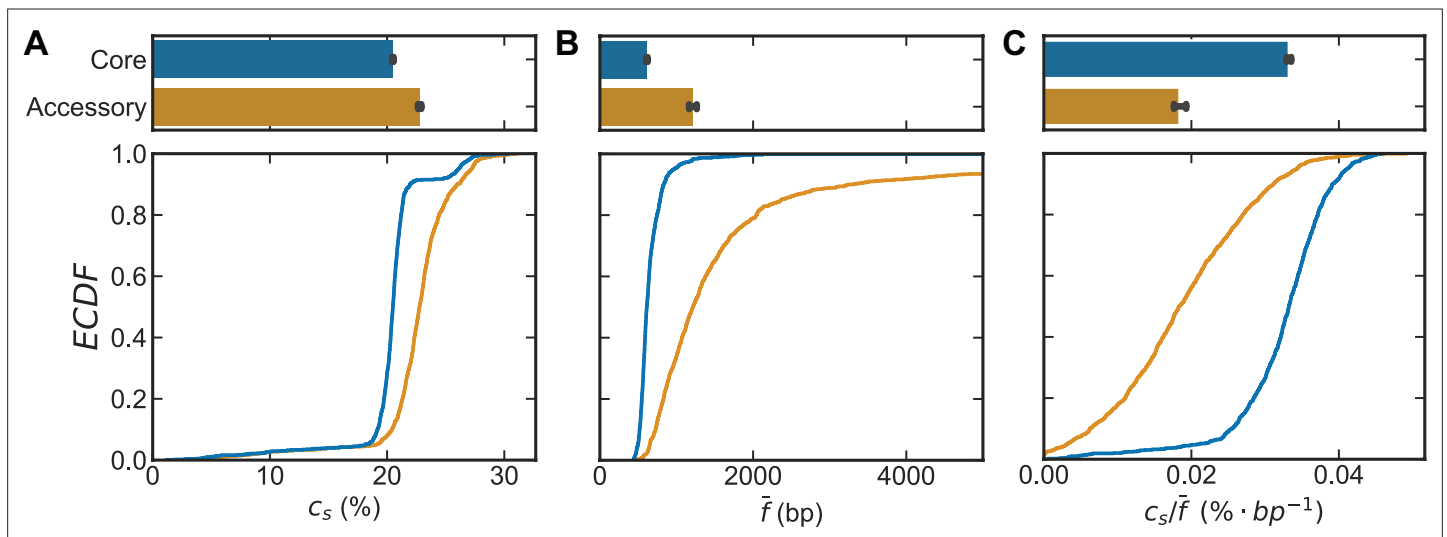 A
B
C
Core
Accessory
1.0
0.8
0.6
0.4
0.2
0.0
ECDF
0 10 20 30
0 2000 4000
0.00 0.02 0.04
c_s (%)
f̄ (bp)
c_s/f̄ (% · bp⁻¹)